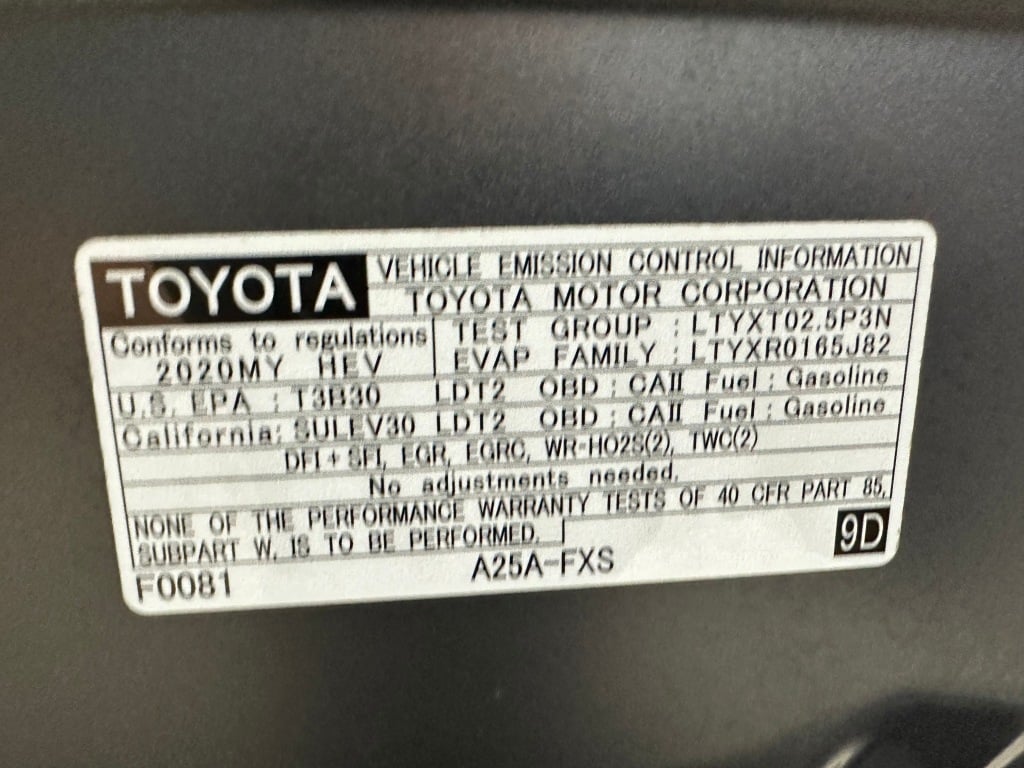 TOYOTA VEHICLE EMISSION CONTROL INFORMATION
TOYOTA MOTOR CORPORATION
Conforms to regulations
2020MY HEV
TEST GROUP : LTYXT02.5P3N
EVAP FAMILY : LTYXR0165J82
U.S. EPA : T3B30 LDT2 OBD : CAII Fuel : Gasoline
California: SULEV30 LDT2 OBD : CAII Fuel : Gasoline
DFI + SFI, EGR, EGRC, WR-HO2S(2), TWC(2)
No adjustments needed.
NONE OF THE PERFORMANCE WARRANTY TESTS OF 40 CFR PART 85,
SUBPART W, IS TO BE PERFORMED.
9D
F0081 A25A-FXS